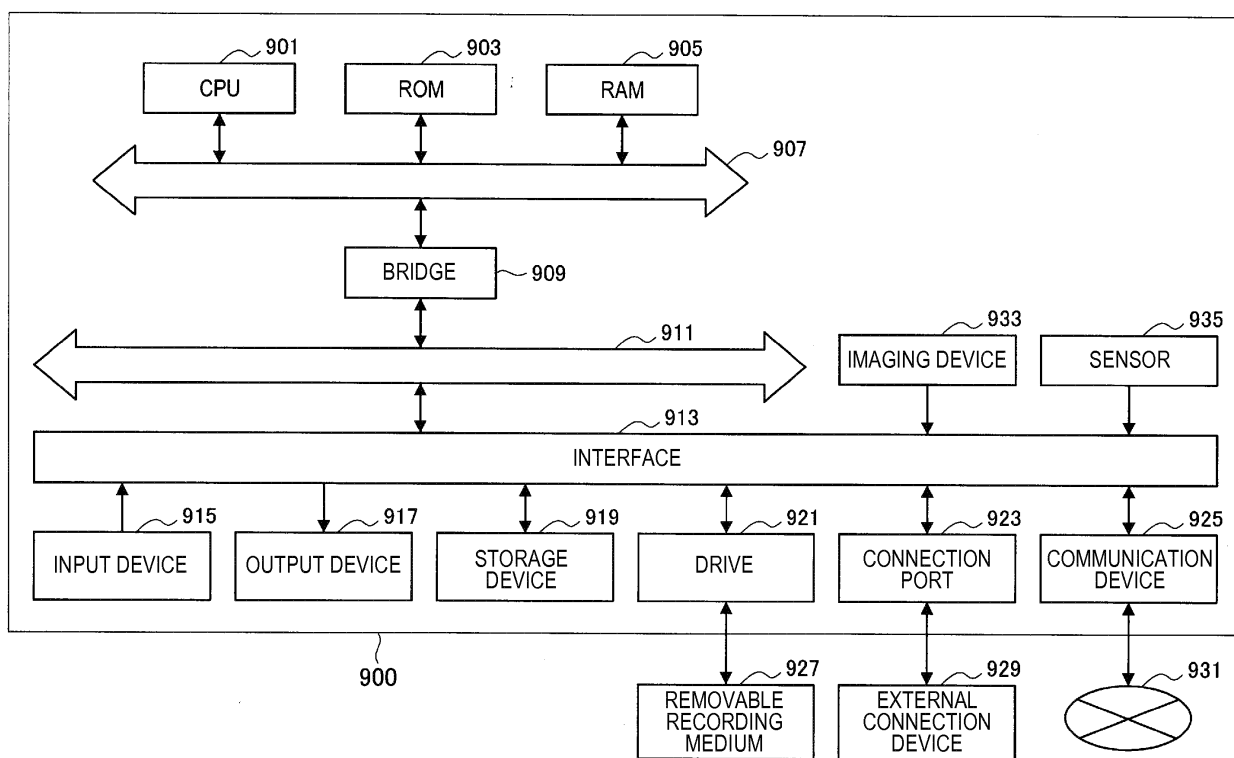 901
903
905
CPU
ROM
RAM
907
BRIDGE
909
911
933
935
IMAGING DEVICE
SENSOR
913
INTERFACE
915
917
919
921
923
925
INPUT DEVICE
OUTPUT DEVICE
STORAGE
DEVICE
DRIVE
CONNECTION
PORT
COMMUNICATION
DEVICE
900
927
929
931
REMOVABLE
RECORDING
MEDIUM
EXTERNAL
CONNECTION
DEVICE